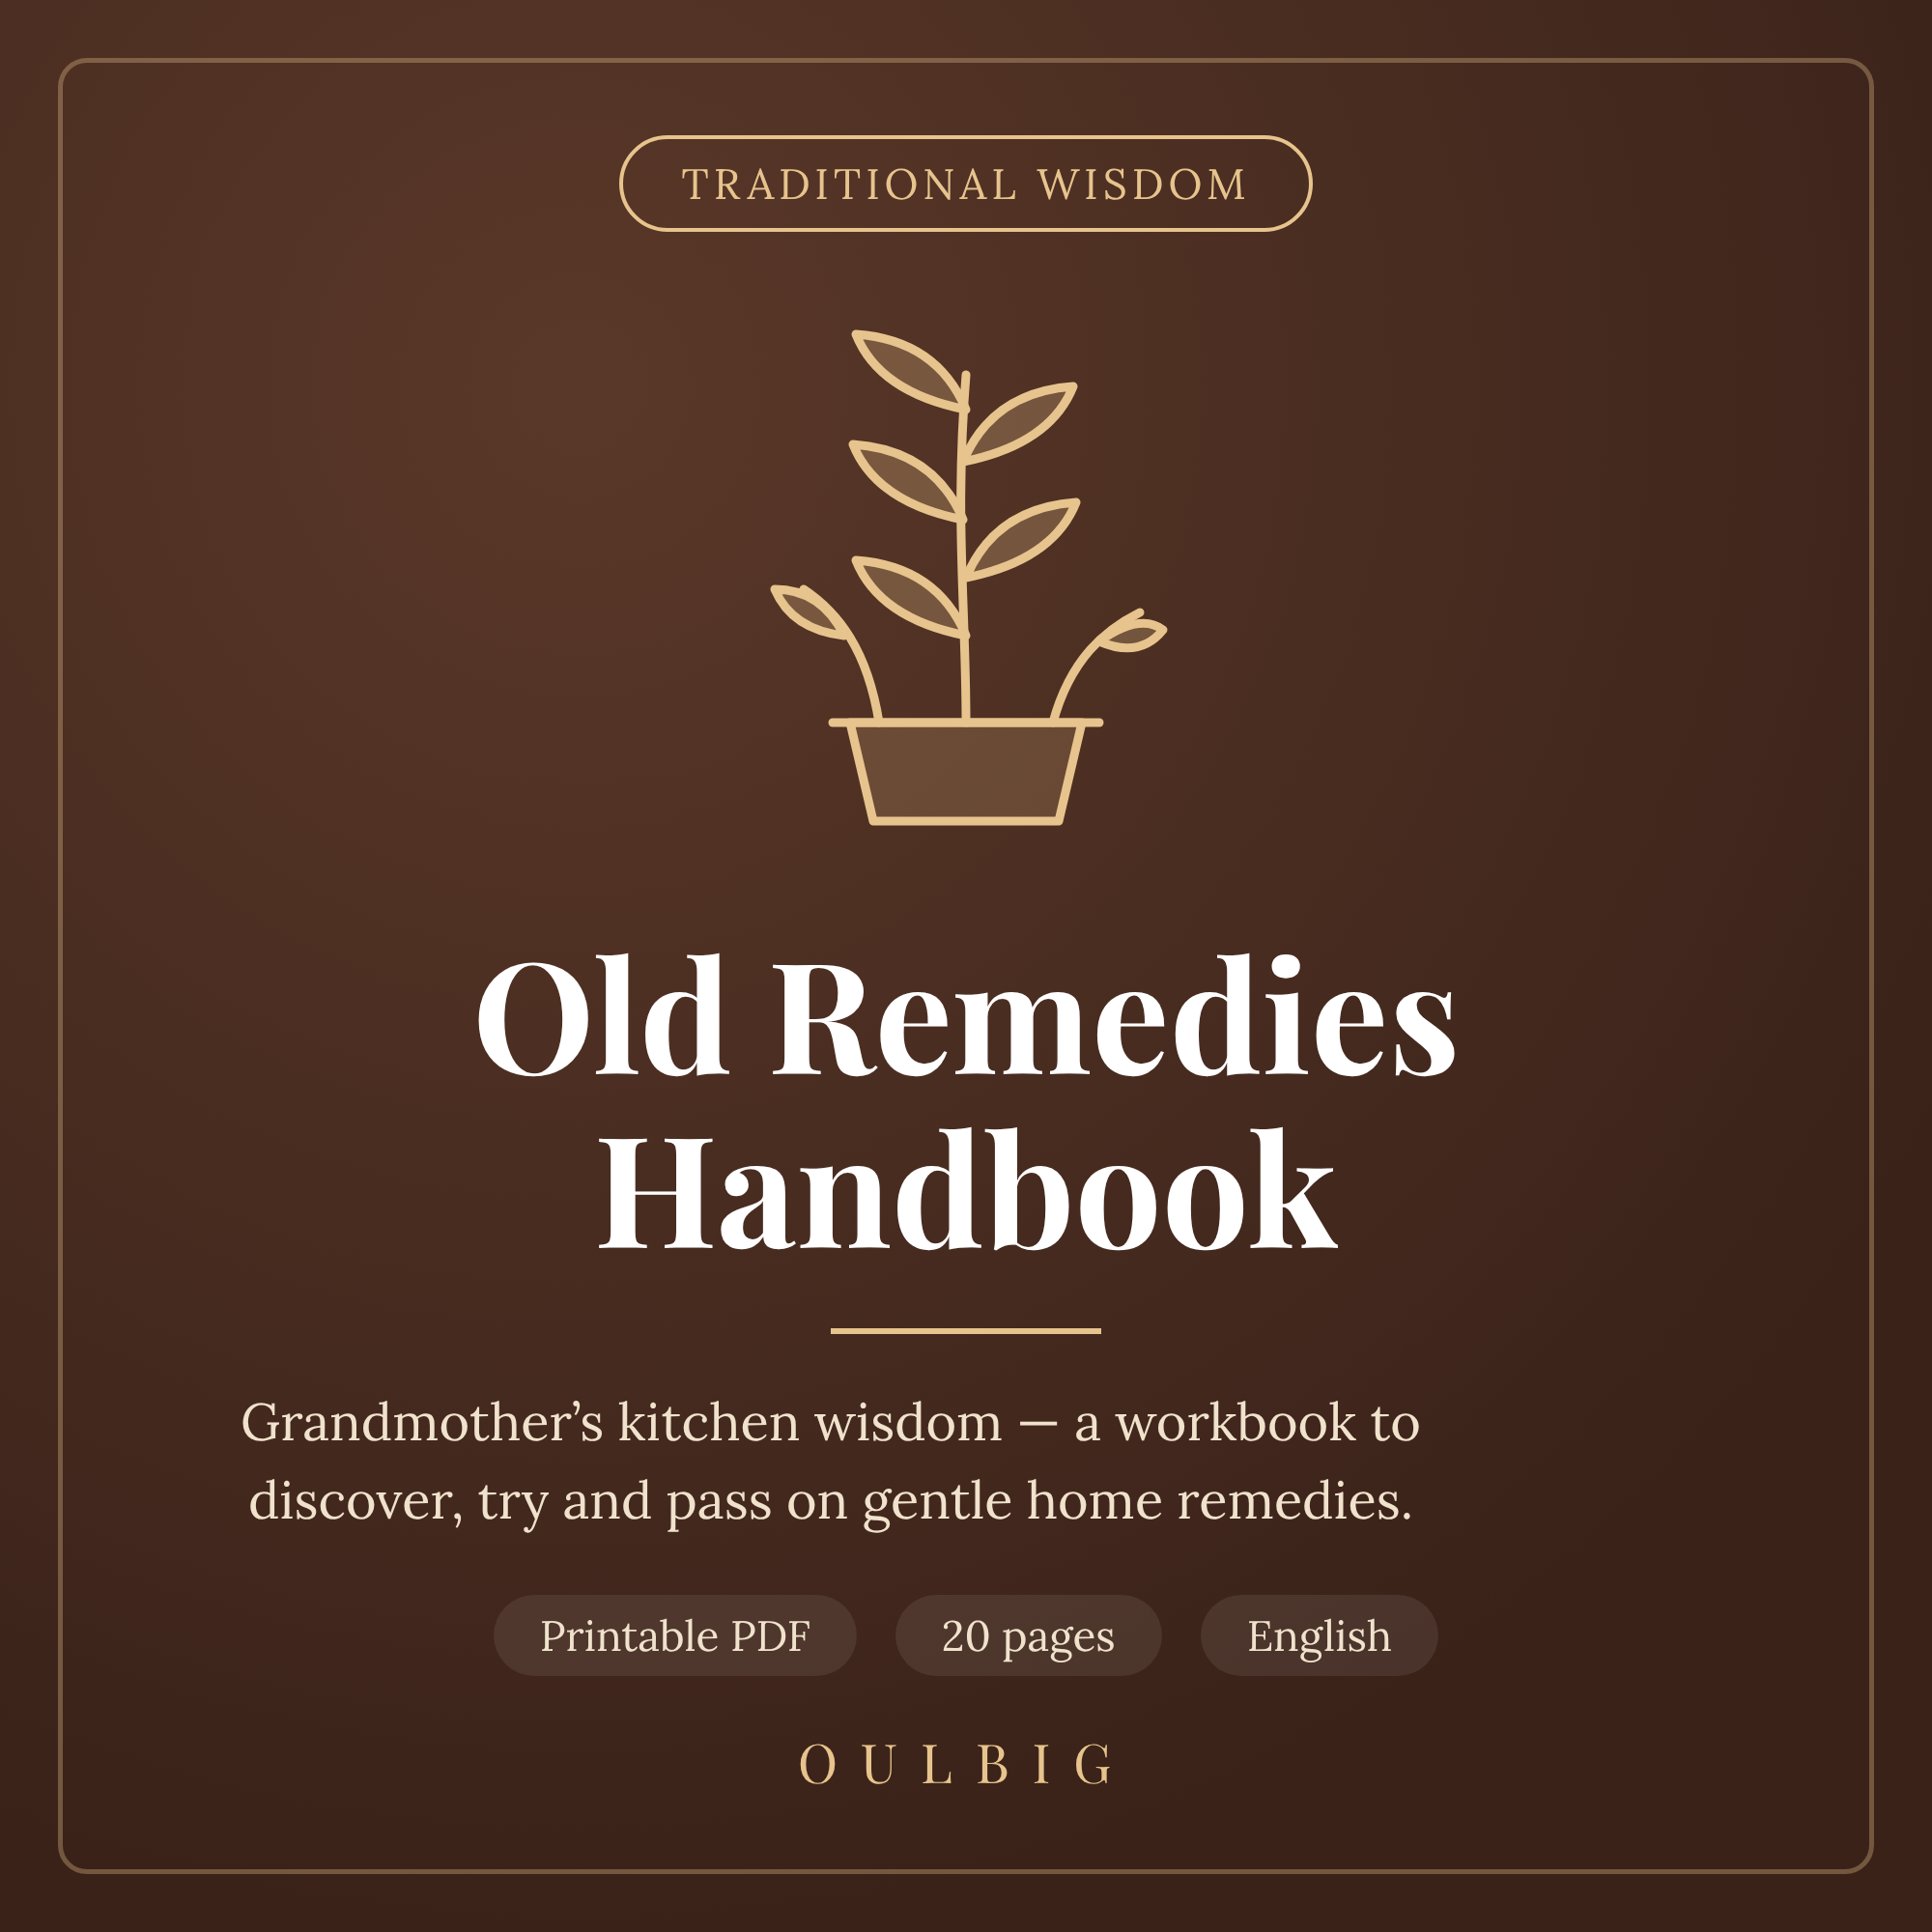 TRADITIONAL WISDOM
Old Remedies
Handbook
Grandmother’s kitchen wisdom — a workbook to
discover, try and pass on gentle home remedies.
Printable PDF
20 pages
English
OULBIG